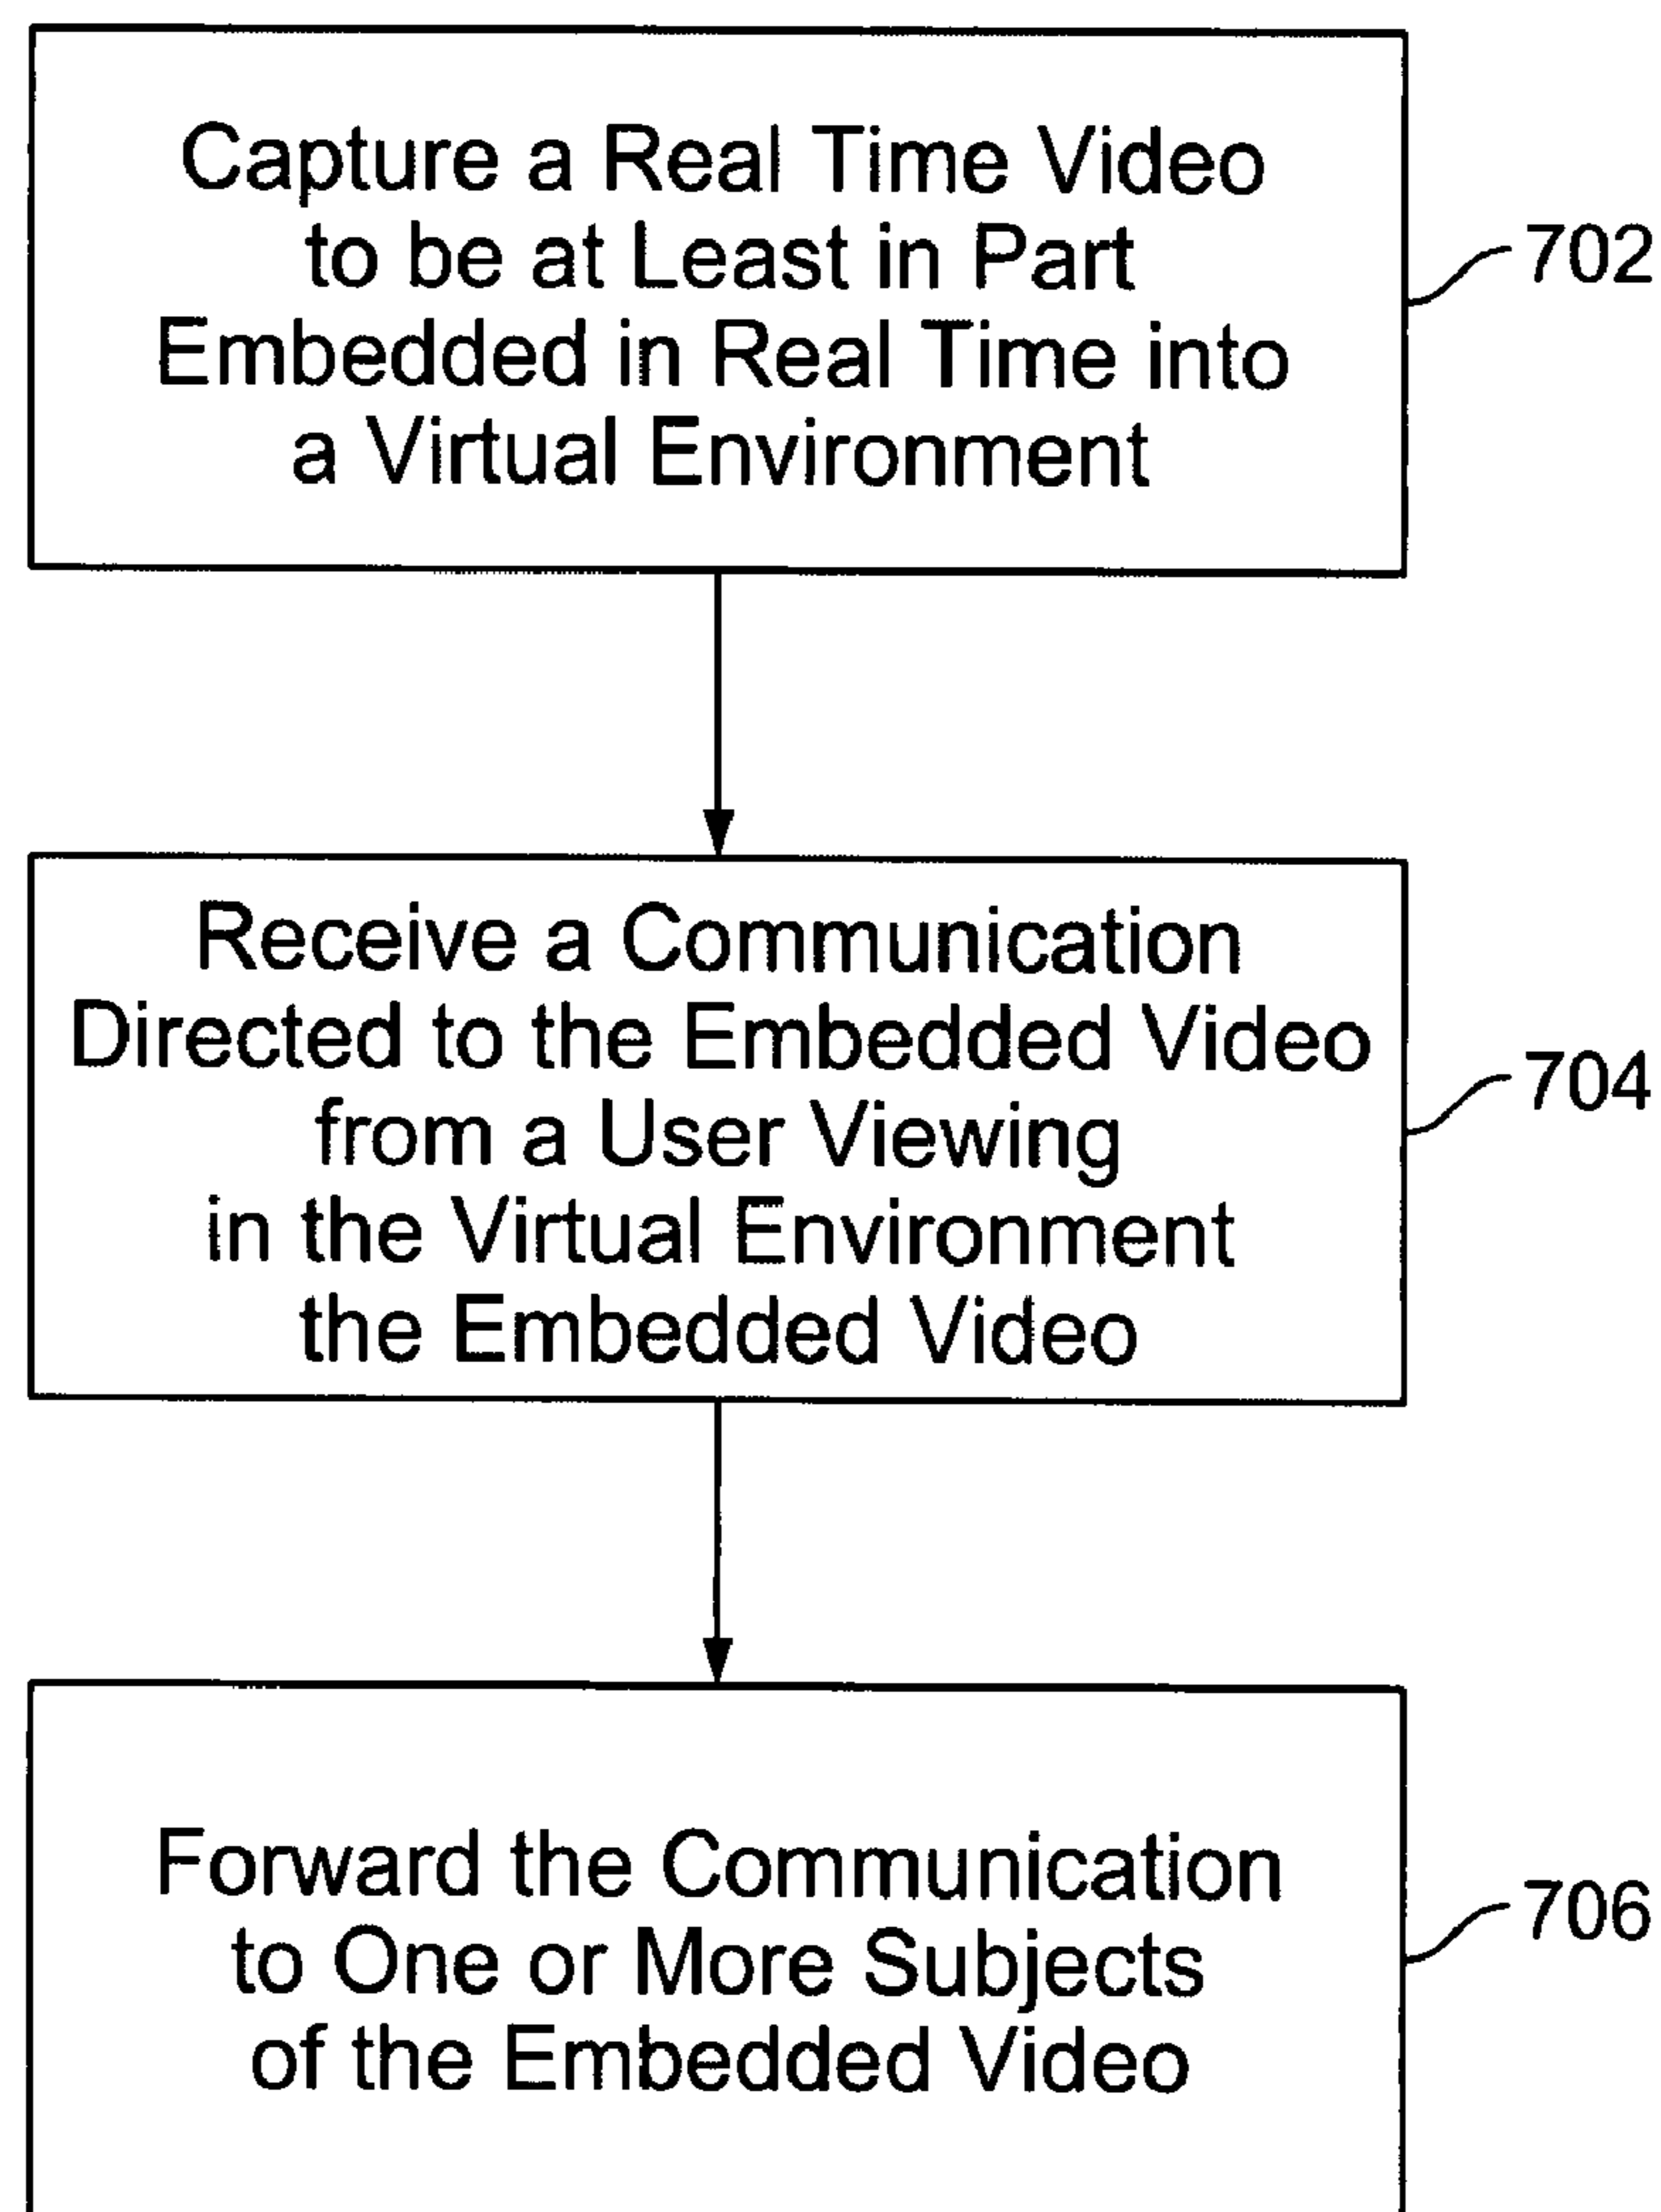 Capture a Real Time Video
to be at Least in Part
Embedded in Real Time into
a Virtual Environment
702
Receive a Communication
Directed to the Embedded Video
from a User Viewing
in the Virtual Environment
the Embedded Video
704
Forward the Communication
to One or More Subjects
of the Embedded Video
706